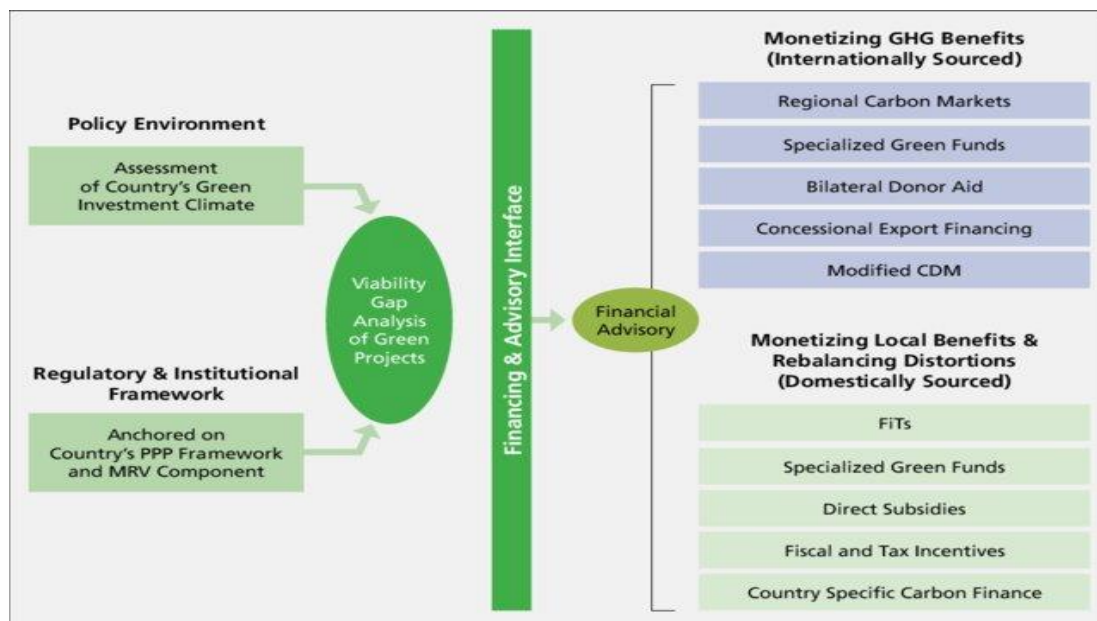 Policy Environment
Assessment
of Country's Green
Investment Climate
Regulatory & Institutional
Framework
Anchored on
Country's PPP Framework
and MRV Component
Viability
Gap
Analysis
of Green
Projects
Financing & Advisory Interface
Financial
Advisory
Monetizing GHG Benefits
(Internationally Sourced)
Regional Carbon Markets
Specialized Green Funds
Bilateral Donor Aid
Concessional Export Financing
Modified CDM
Monetizing Local Benefits &
Rebalancing Distortions
(Domestically Sourced)
FiTs
Specialized Green Funds
Direct Subsidies
Fiscal and Tax Incentives
Country Specific Carbon Finance